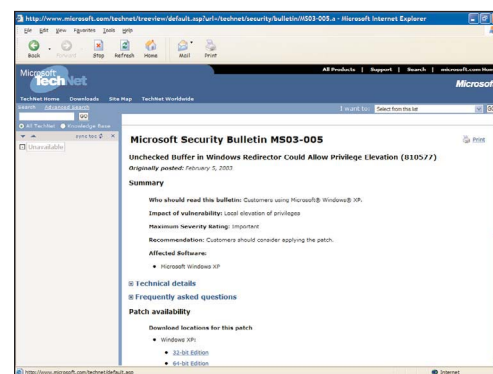 http://www.microsoft.com/technet/treeview/default.asp?url=/technet/security/bulletin/MS03-005.a - Microsoft Internet Explorer
File Edit View Favorites Tools Help
Back Forward Stop Refresh Home Mail Print
All Products | Support | Search | microsoft.com Home
Microsoft
TechNet
Microsof
TechNet Home Downloads Site Map TechNet Worldwide
Search Advanced Search
I want to: Select from this list GO
GO
All TechNet Knowledge Base
sync toc
Unavailable
Microsoft Security Bulletin MS03-005
Print
Unchecked Buffer in Windows Redirector Could Allow Privilege Elevation (810577)
Originally posted: February 5, 2003
Summary
Who should read this bulletin: Customers using Microsoft® Windows® XP.
Impact of vulnerability: Local elevation of privileges
Maximum Severity Rating: Important
Recommendation: Customers should consider applying the patch.
Affected Software:
• Microsoft Windows XP
Technical details
Frequently asked questions
Patch availability
Download locations for this patch
• Windows XP:
• 32-bit Edition
• 64-bit Edition
http://www.microsoft.com/technet/default.asp
Internet